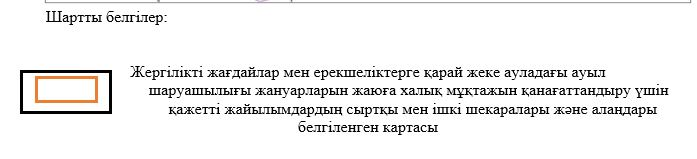 Шартты белгілер:
Жергілікті жағдайлар мен ерекшеліктерге қарай жеке ауладағы ауыл
шаруашылығы жануарларын жаюға халық мұқтажын қанағаттандыру үшін
қажетті жайылымдардың сыртқы мен ішкі шекаралары және алаңдары
белгіленген картасы